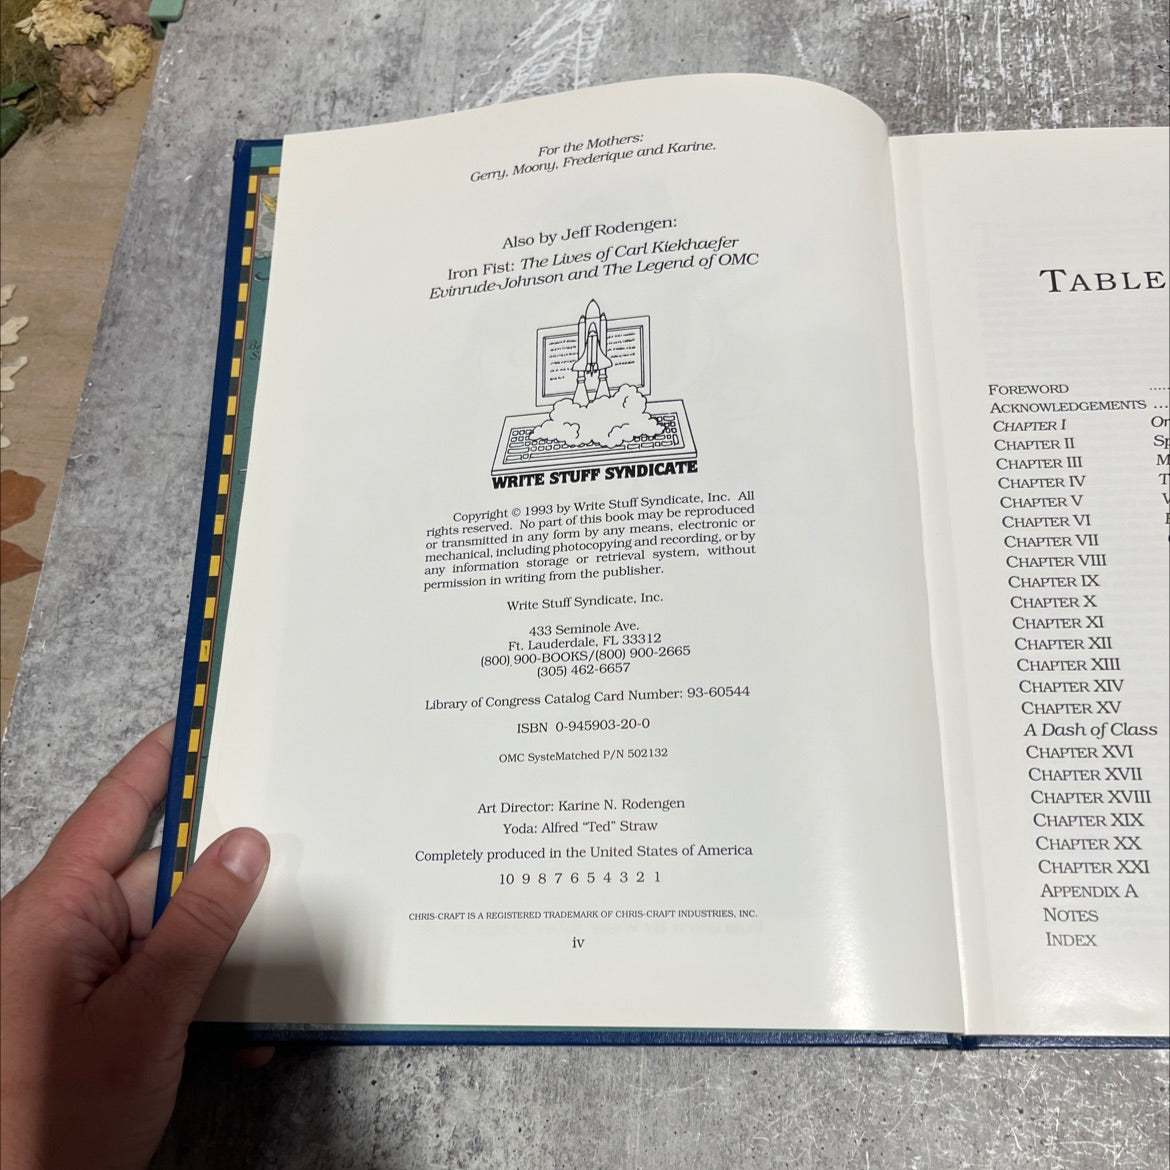 For the Mothers:
Gerry, Moony, Frederique and Karine.
Also by Jeff Rodengen:
Iron Fist: The Lives of Carl Kiekhaefer
Evinrude-Johnson and The Legend of OMC
WRITE STUFF SYNDICATE
Copyright © 1993 by Write Stuff Syndicate, Inc. All
rights reserved. No part of this book may be reproduced
or transmitted in any form by any means, electronic or
mechanical, including photocopying and recording, or by
any information storage or retrieval system, without
permission in writing from the publisher.
Write Stuff Syndicate, Inc.
433 Seminole Ave.
Ft. Lauderdale, FL 33312
(800) 900-BOOKS/(800) 900-2665
(305) 462-6657
Library of Congress Catalog Card Number: 93-60544
ISBN 0-945903-20-0
OMC SysteMatched P/N 502132
Art Director: Karine N. Rodengen
Yoda: Alfred "Ted" Straw
Completely produced in the United States of America
10 9 8 7 6 5 4 3 2 1
CHRIS-CRAFT IS A REGISTERED TRADEMARK OF CHRIS-CRAFT INDUSTRIES, INC.
iv
TABLE
FOREWORD
ACKNOWLEDGEMENTS
CHAPTER I
CHAPTER II
CHAPTER III
CHAPTER IV
CHAPTER V
CHAPTER VI
CHAPTER VII
CHAPTER VIII
CHAPTER IX
CHAPTER X
CHAPTER XI
CHAPTER XII
CHAPTER XIII
CHAPTER XIV
CHAPTER XV
A Dash of Class
CHAPTER XVI
CHAPTER XVII
CHAPTER XVIII
CHAPTER XIX
CHAPTER XX
CHAPTER XXI
APPENDIX A
NOTES
INDEX